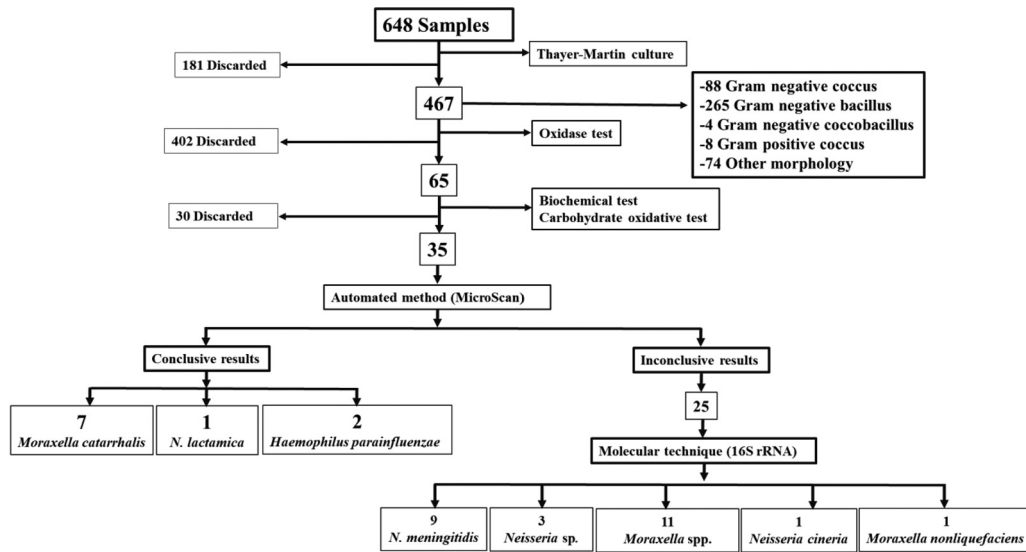 648 Samples
Thayer-Martin culture
181 Discarded
467
-88 Gram negative coccus
-265 Gram negative bacillus
-4 Gram negative coccobacillus
-8 Gram positive coccus
-74 Other morphology
Oxidase test
402 Discarded
65
Biochemical test
Carbohydrate oxidative test
30 Discarded
35
Automated method (MicroScan)
Conclusive results
Inconclusive results
7
Moraxella catarrhalis
1
N. lactamica
2
Haemophilus parainfluenzae
25
Molecular technique (16S rRNA)
9
N. meningitidis
3
Neisseria sp.
11
Moraxella spp.
1
Neisseria cineria
1
Moraxella nonliquefaciens